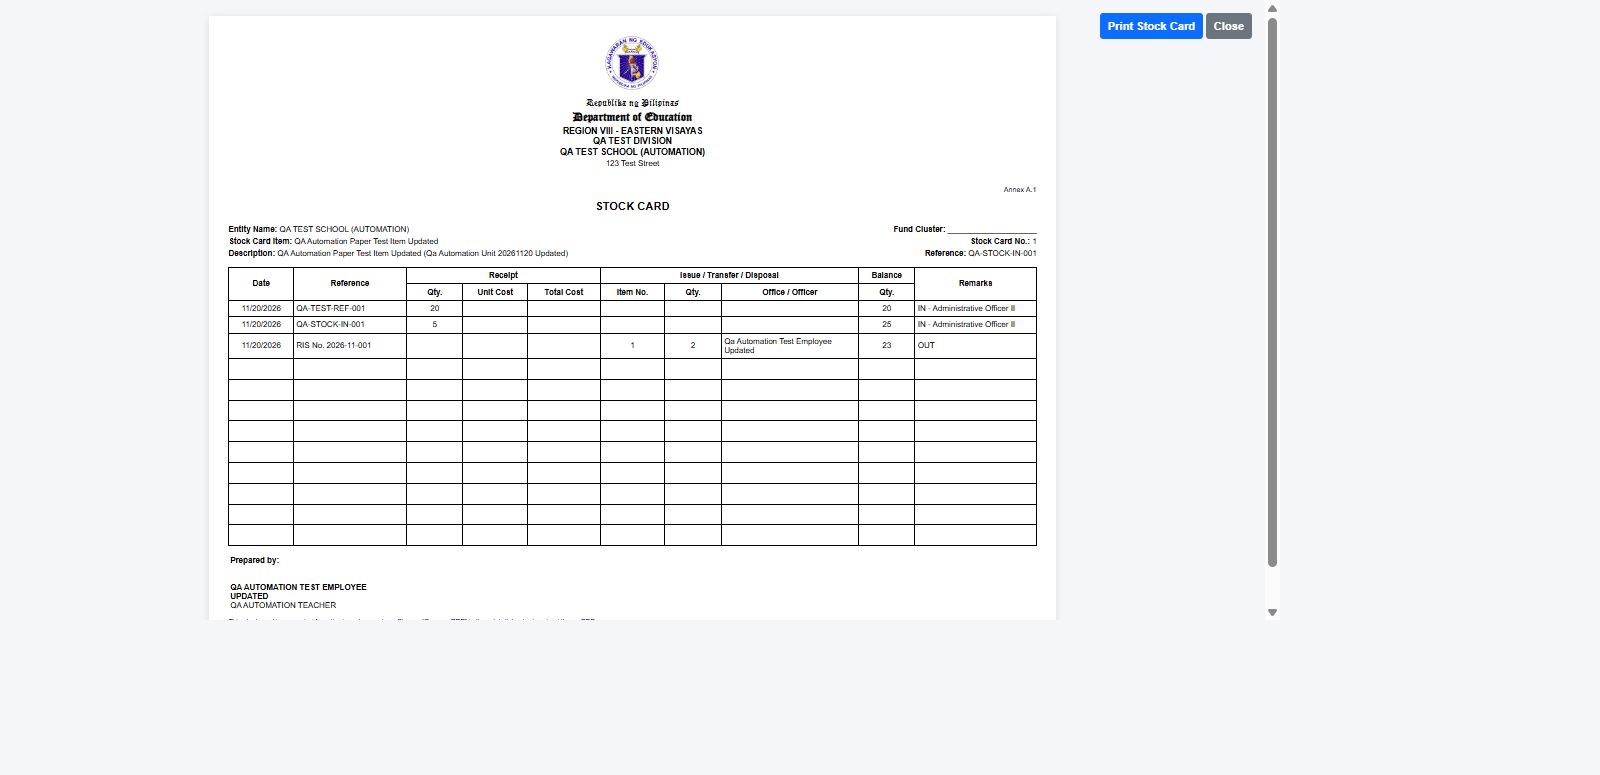 Print Stock Card Close
KAGAWARAN NG EDUKASYON
REPUBLIKA NG PILIPINAS
Republika ng Pilipinas
Department of Education
REGION VIII - EASTERN VISAYAS
QA TEST DIVISION
QA TEST SCHOOL (AUTOMATION)
123 Test Street
Annex A.1
STOCK CARD
Entity Name: QA TEST SCHOOL (AUTOMATION) Fund Cluster:
Stock Card Item: QA Automation Paper Test Item Updated Stock Card No.: 1
Description: QA Automation Paper Test Item Updated (Qa Automation Unit 20261120 Updated) Reference: QA-STOCK-IN-001
Date Reference Receipt Issue / Transfer / Disposal Balance Remarks
Qty. Unit Cost Total Cost Item No. Qty. Office / Officer Qty.
11/20/2026 QA-TEST-REF-001 20 20 IN - Administrative Officer II
11/20/2026 QA-STOCK-IN-001 5 25 IN - Administrative Officer II
11/20/2026 RIS No. 2026-11-001 1 2 Qa Automation Test Employee Updated 23 OUT
Prepared by:
QA AUTOMATION TEST EMPLOYEE
UPDATED
QA AUTOMATION TEACHER